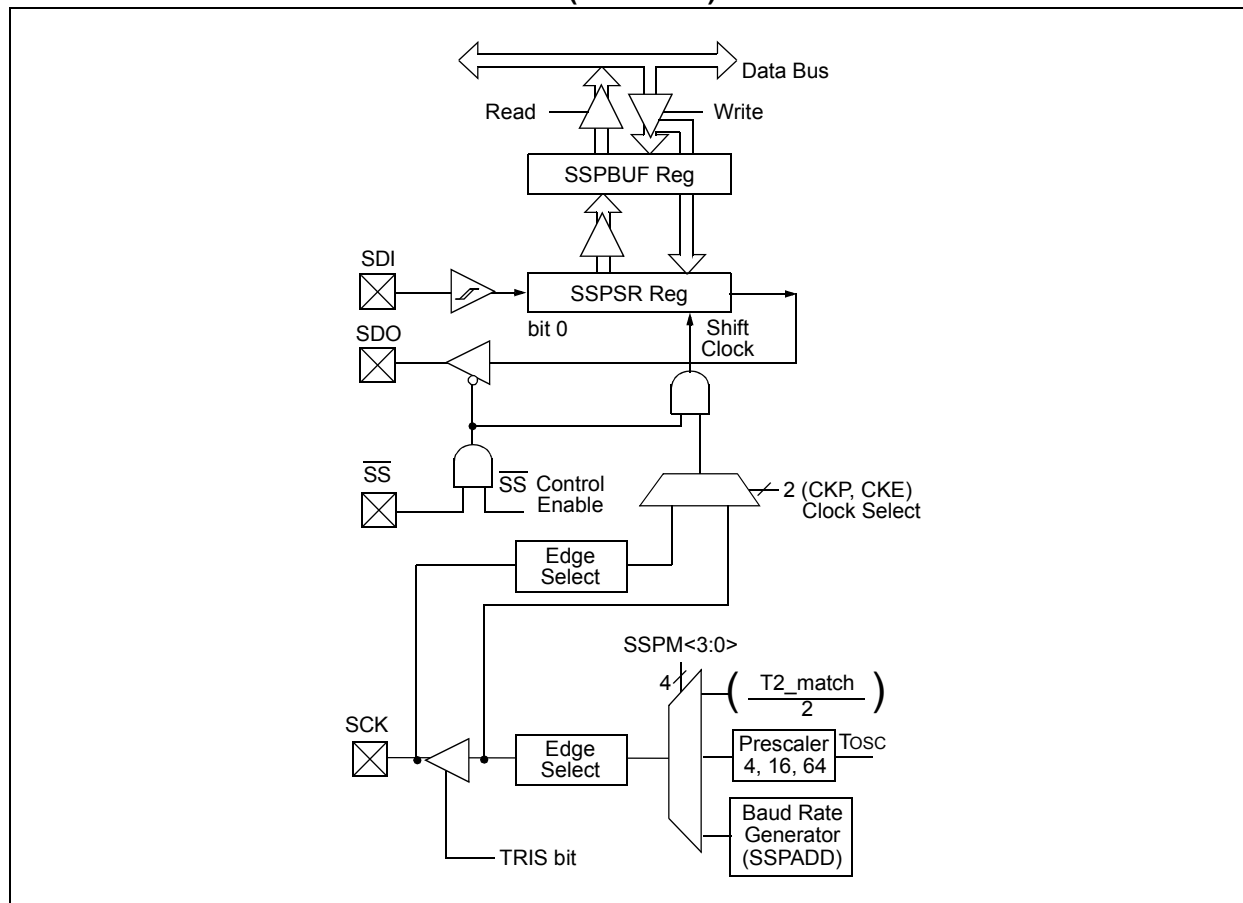 Data Bus
Read
Write
SSPBUF Reg
SDI
SSPSR Reg
bit 0
Shift
Clock
SDO
SS
SS Control
Enable
2 (CKP, CKE)
Clock Select
Edge
Select
SSPM<3:0>
4
( T2_match
2 )
SCK
Edge
Select
Prescaler
4, 16, 64
TOSC
Baud Rate
Generator
(SSPADD)
TRIS bit